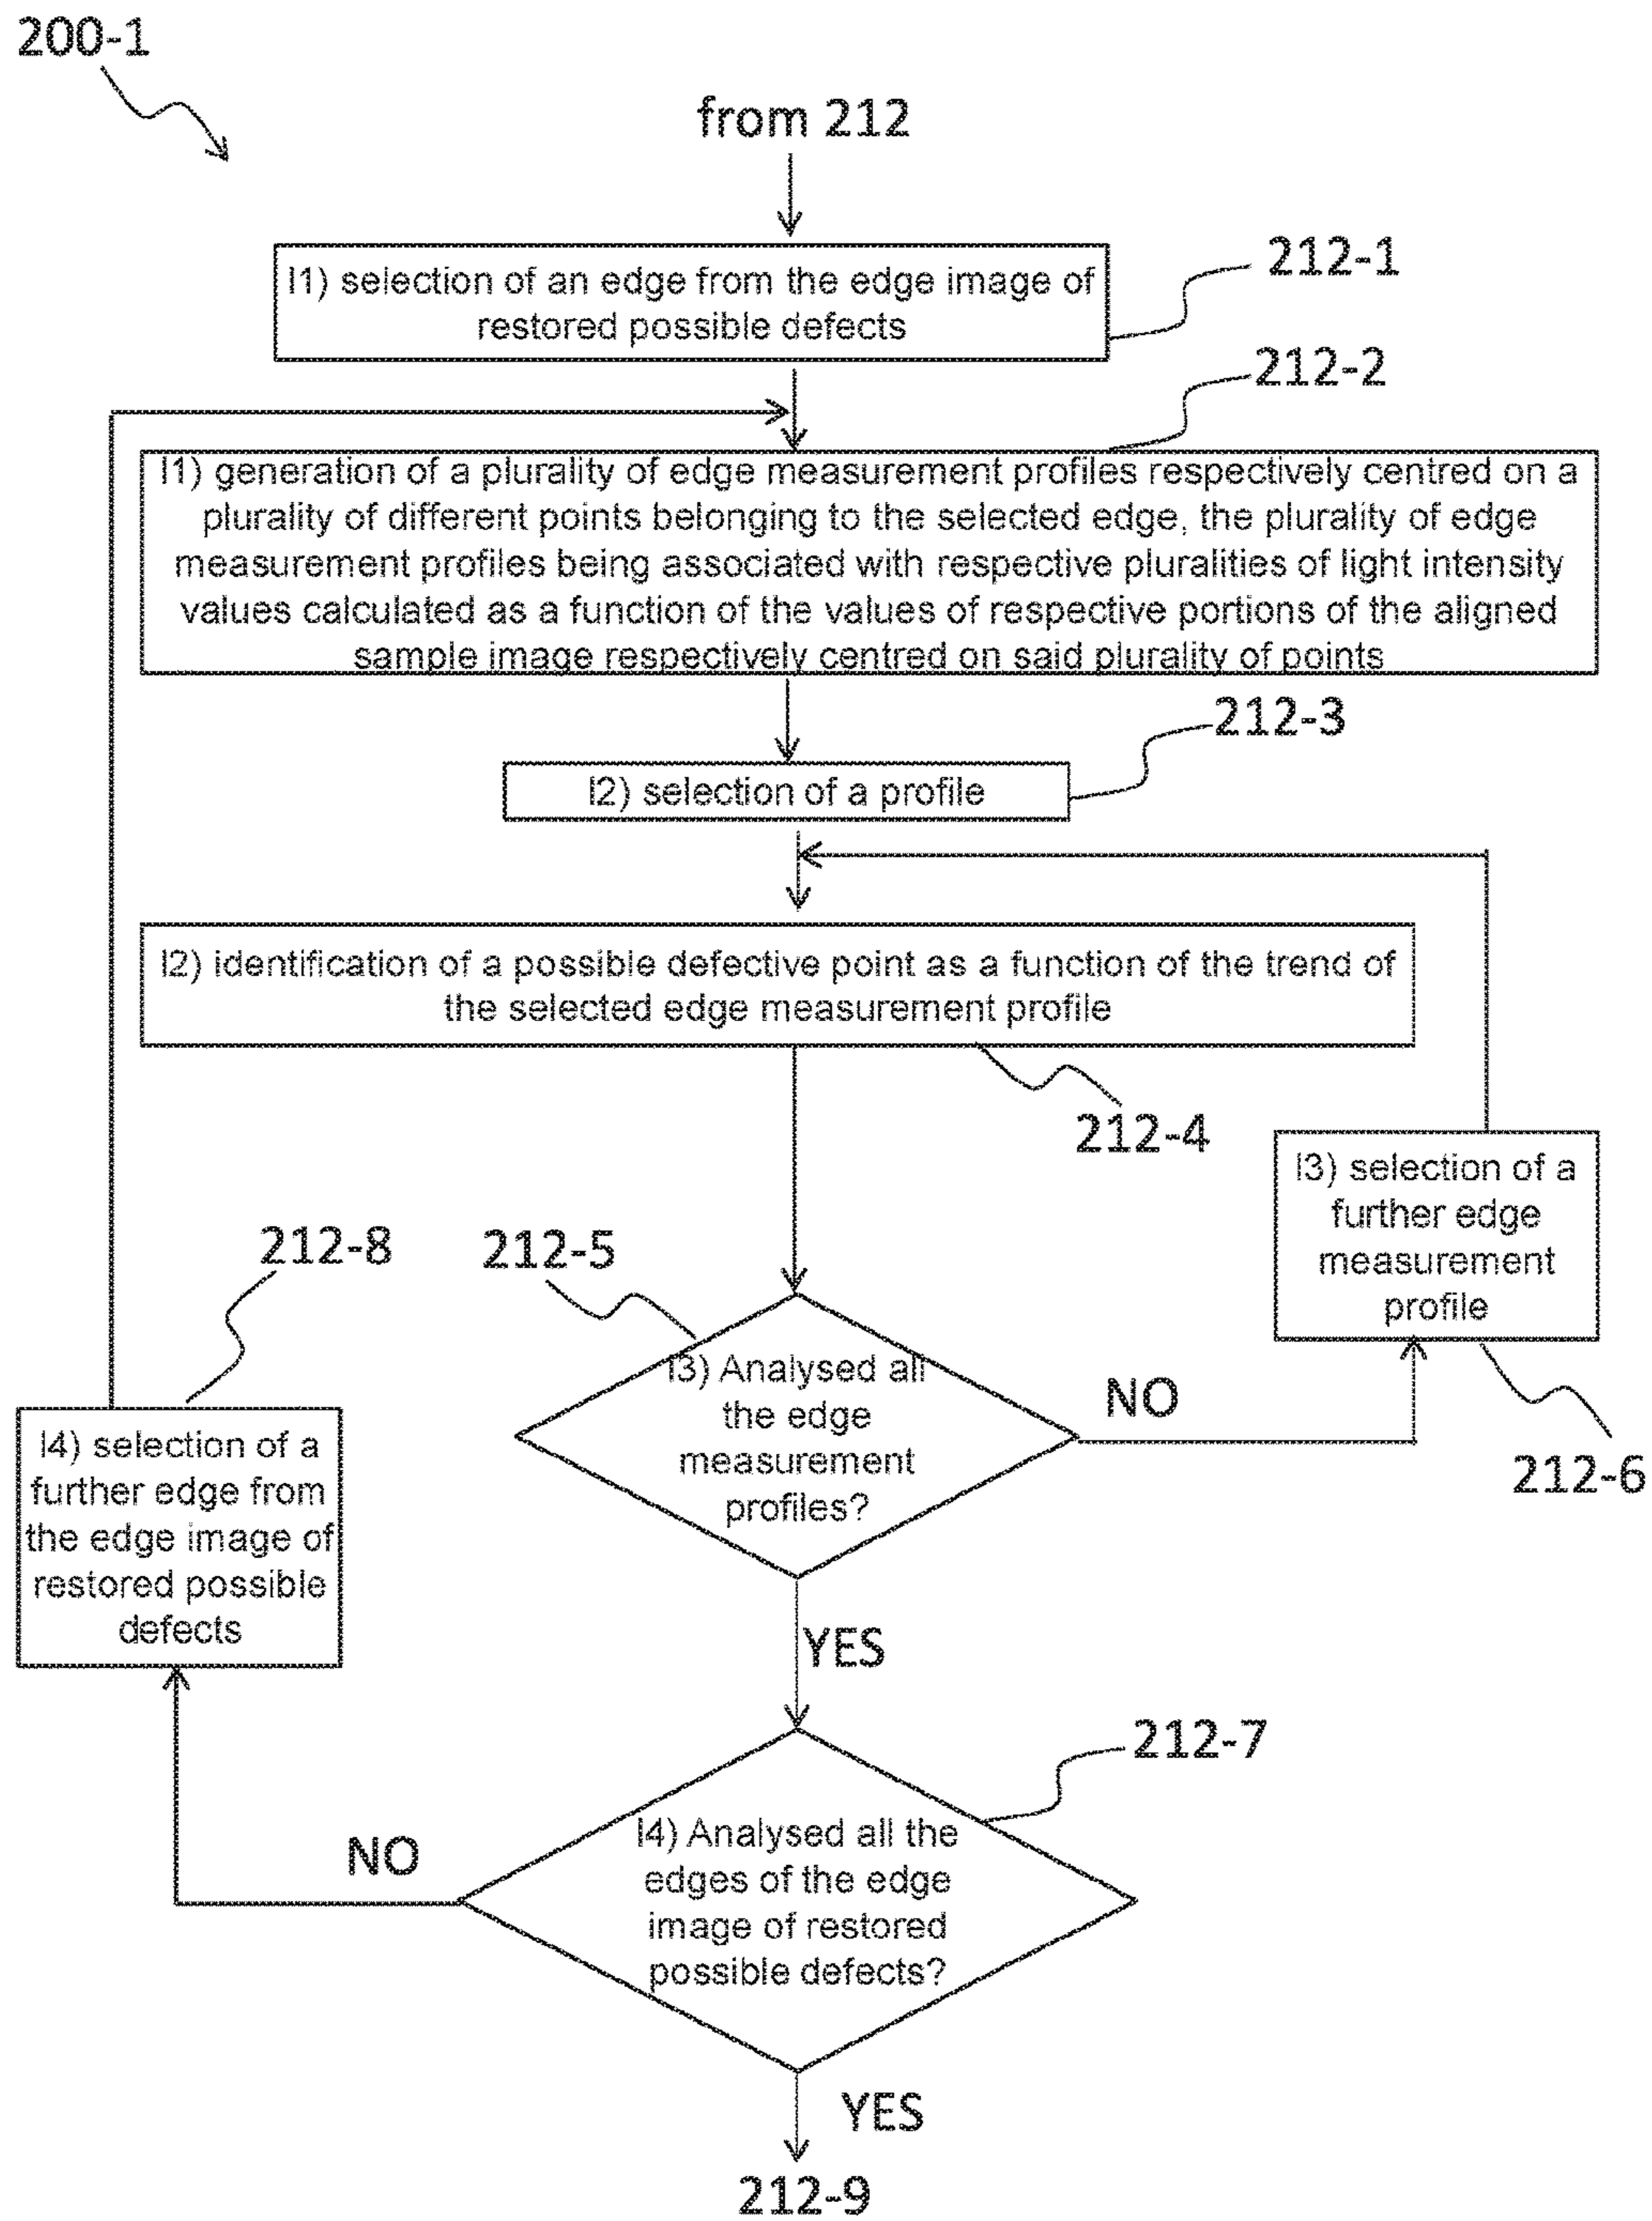 200-1
from 212
I1) selection of an edge from the edge image of
restored possible defects
212-1
212-2
I1) generation of a plurality of edge measurement profiles respectively centred on a
plurality of different points belonging to the selected edge, the plurality of edge
measurement profiles being associated with respective pluralities of light intensity
values calculated as a function of the values of respective portions of the aligned
sample image respectively centred on said plurality of points
212-3
I2) selection of a profile
I2) identification of a possible defective point as a function of the trend of
the selected edge measurement profile
212-4
I3) selection of a
further edge
measurement
profile
212-6
212-5
I3) Analysed all
the edge
measurement
profiles?
NO
YES
212-8
I4) selection of a
further edge from
the edge image of
restored possible
defects
212-7
I4) Analysed all the
edges of the edge
image of restored
possible defects?
NO
YES
212-9